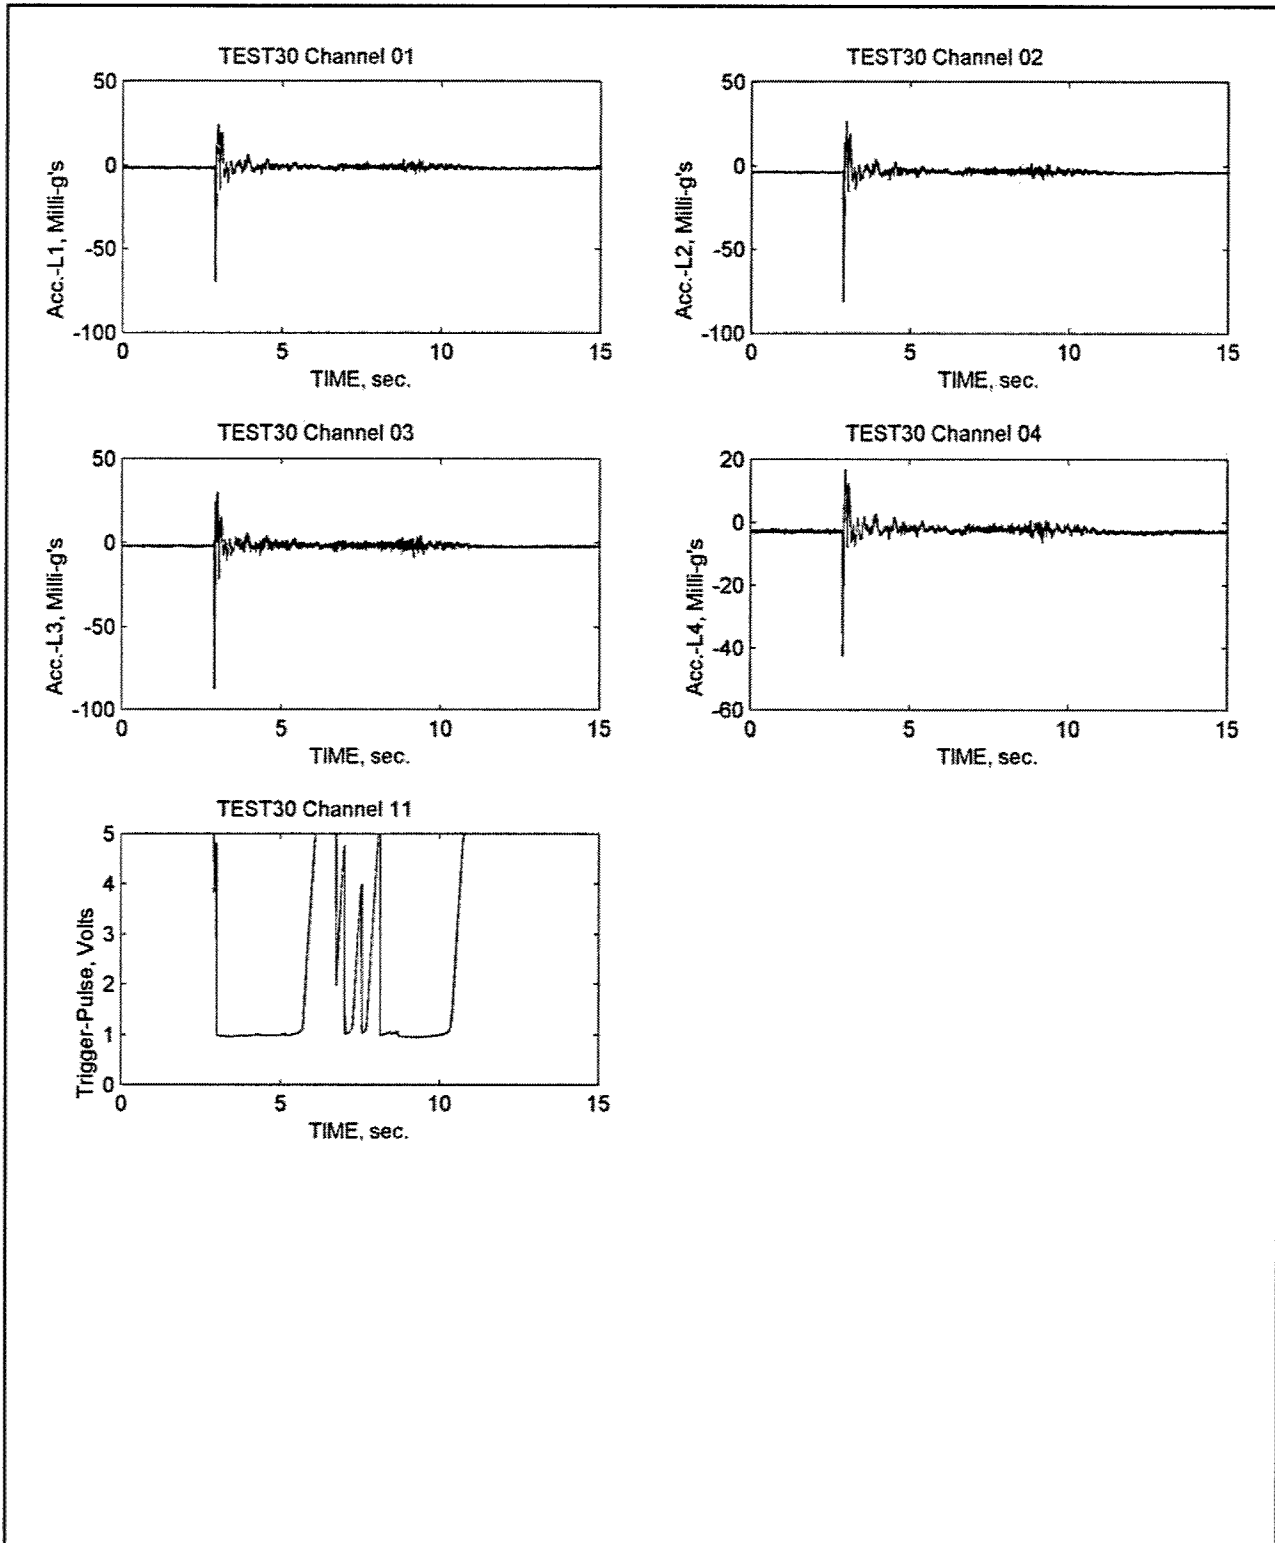 TEST30 Channel 01
50
0
-50
-100
Acc.-L1, Milli-g's
0 5 10 15
TIME, sec.
TEST30 Channel 02
50
0
-50
-100
Acc.-L2, Milli-g's
0 5 10 15
TIME, sec.
TEST30 Channel 03
50
0
-50
-100
Acc.-L3, Milli-g's
0 5 10 15
TIME, sec.
TEST30 Channel 04
20
0
-20
-40
-60
Acc.-L4, Milli-g's
0 5 10 15
TIME, sec.
TEST30 Channel 11
5
4
3
2
1
0
Trigger-Pulse, Volts
0 5 10 15
TIME, sec.